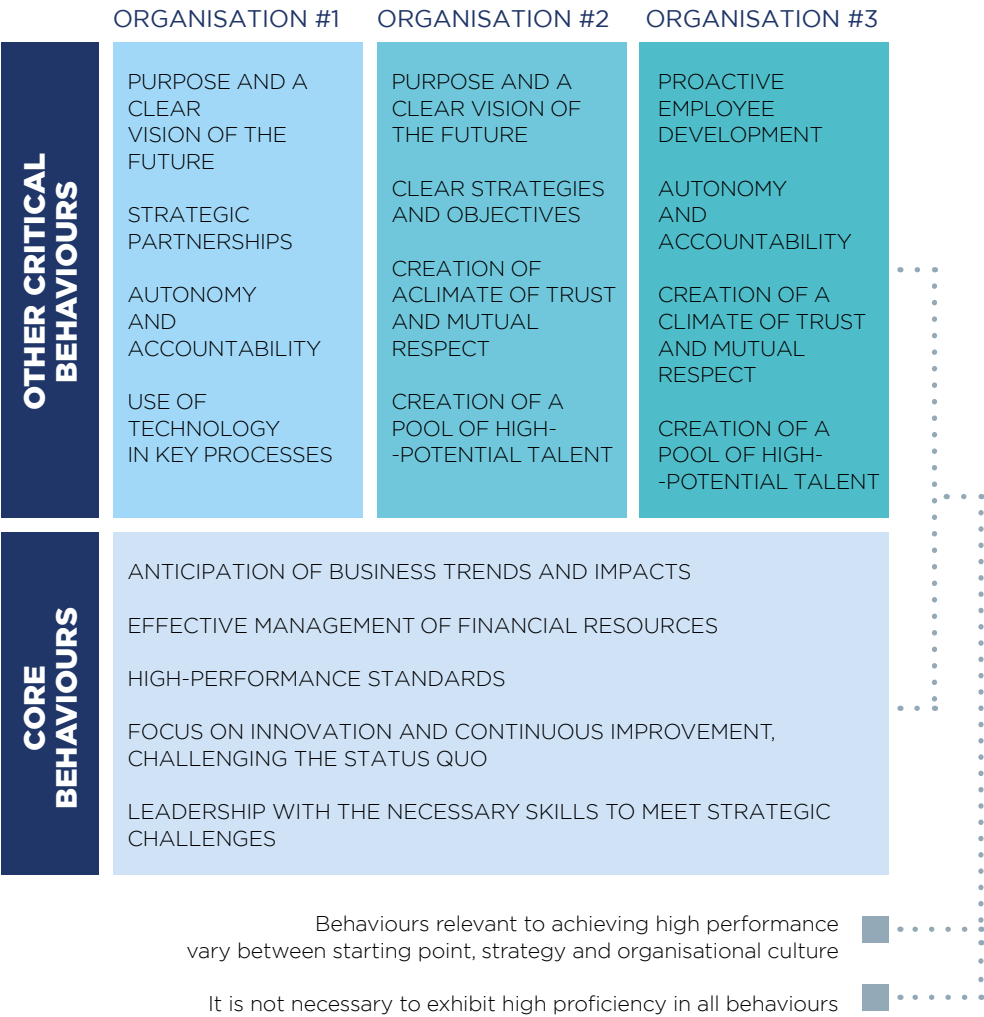 ORGANISATION #1
ORGANISATION #2
ORGANISATION #3
OTHER CRITICAL
BEHAVIOURS
PURPOSE AND A
CLEAR
VISION OF THE
FUTURE
STRATEGIC
PARTNERSHIPS
AUTONOMY
AND
ACCOUNTABILITY
USE OF
TECHNOLOGY
IN KEY PROCESSES
PURPOSE AND A
CLEAR VISION OF
THE FUTURE
CLEAR STRATEGIES
AND OBJECTIVES
CREATION OF
ACLIMATE OF TRUST
AND MUTUAL
RESPECT
CREATION OF A
POOL OF HIGH-
-POTENTIAL TALENT
PROACTIVE
EMPLOYEE
DEVELOPMENT
AUTONOMY
AND
ACCOUNTABILITY
CREATION OF A
CLIMATE OF TRUST
AND MUTUAL
RESPECT
CREATION OF A
POOL OF HIGH-
-POTENTIAL TALENT
CORE
BEHAVIOURS
ANTICIPATION OF BUSINESS TRENDS AND IMPACTS
EFFECTIVE MANAGEMENT OF FINANCIAL RESOURCES
HIGH-PERFORMANCE STANDARDS
FOCUS ON INNOVATION AND CONTINUOUS IMPROVEMENT,
CHALLENGING THE STATUS QUO
LEADERSHIP WITH THE NECESSARY SKILLS TO MEET STRATEGIC
CHALLENGES
Behaviours relevant to achieving high performance
vary between starting point, strategy and organisational culture
It is not necessary to exhibit high proficiency in all behaviours